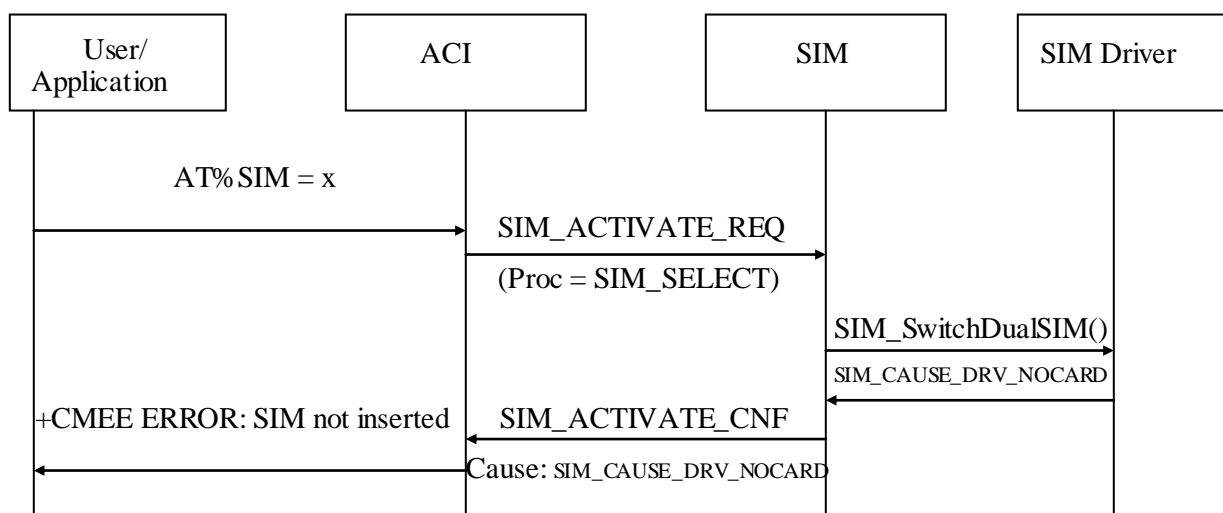 User/
Application
ACI
SIM
SIM Driver
AT% SIM = x
SIM_ACTIVATE_REQ
(Proc = SIM_SELECT)
SIM_SwitchDualSIM()
SIM_CAUSE_DRV_NOCARD
+CMEE ERROR: SIM not inserted
SIM_ACTIVATE_CNF
Cause: SIM_CAUSE_DRV_NOCARD